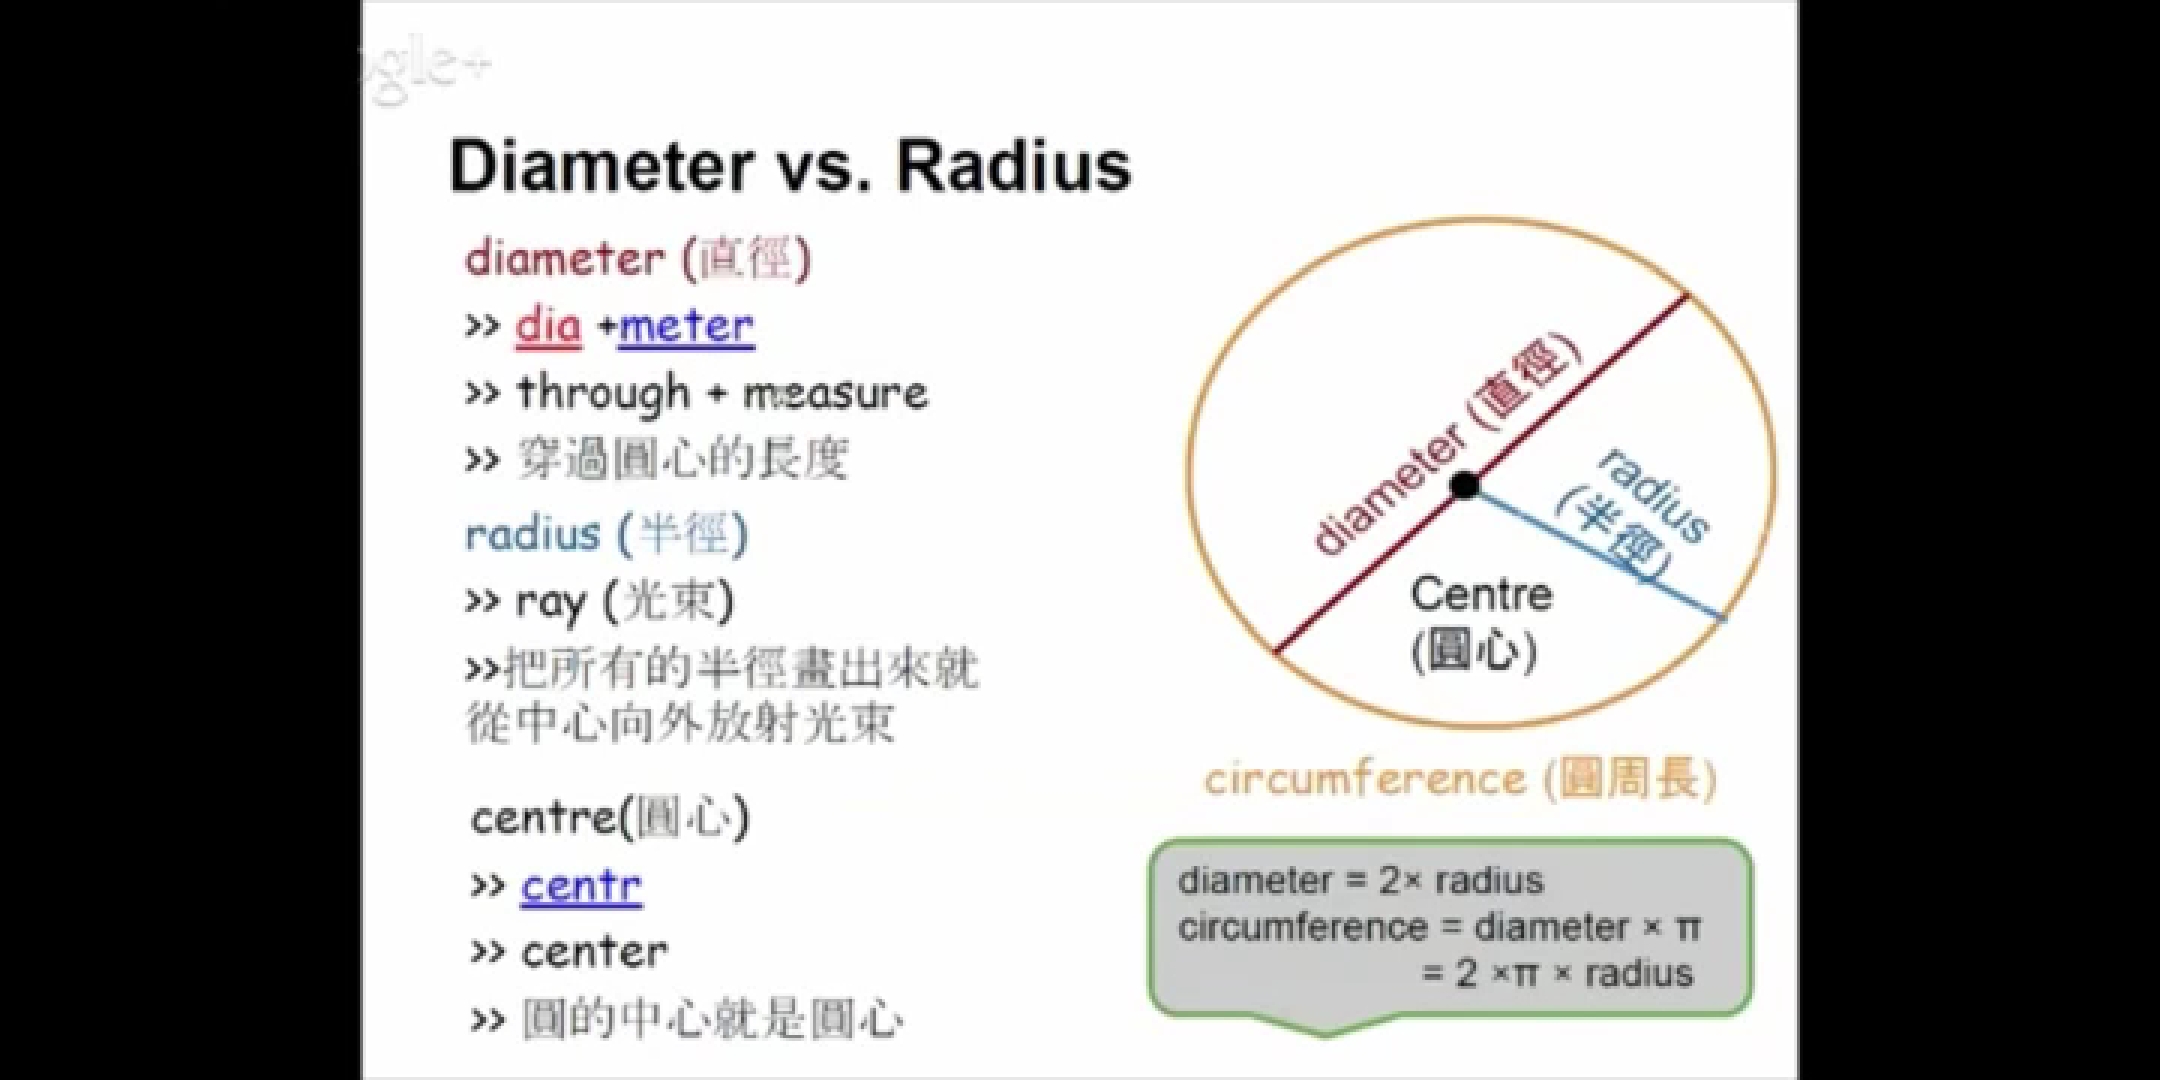 ogle+
Diameter vs. Radius
diameter (直徑)
>> dia +meter
>> through + measure
>> 穿過圓心的長度
radius (半徑)
>> ray (光束)
>>把所有的半徑畫出來就
從中心向外放射光束
centre(圓心)
>> centr
>> center
>> 圓的中心就是圓心
diameter (直徑)
radius
(半徑)
Centre
(圓心)
circumference (圓周長)
diameter = 2× radius
circumference = diameter × π
= 2 ×π × radius